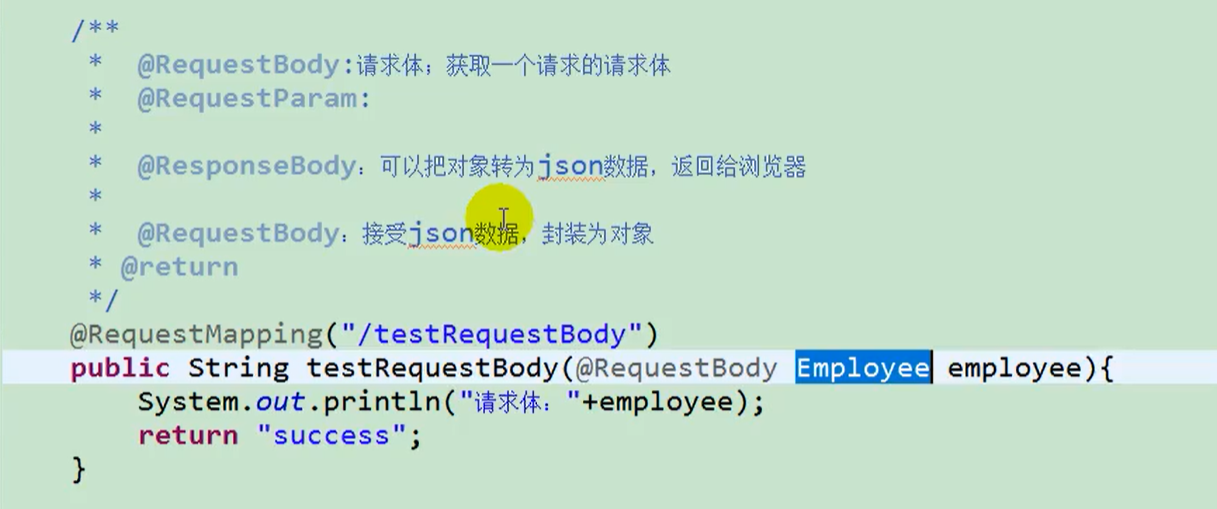 /**
* @RequestBody:请求体；获取一个请求的请求体
* @RequestParam:
*
* @ResponseBody：可以把对象转为json数据，返回给浏览器
*
* @RequestBody：接受json数据，封装为对象
* @return
*/
@RequestMapping("/testRequestBody")
public String testRequestBody(@RequestBody Employee employee){
System.out.println("请求体："+employee);
return "success";
}